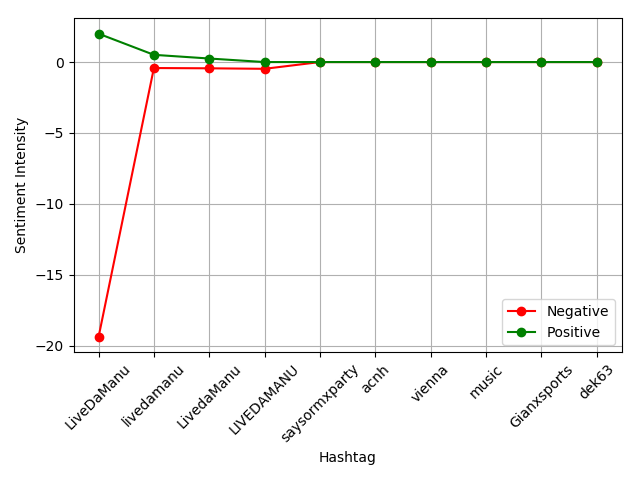 0
−5
−10
−15
−20
Sentiment Intensity
Negative
Positive
LiveDaManu
livedamanu
LivedaManu
LIVEDAMANU
saysormxparty
acnh
vienna
music
Gianxsports
dek63
Hashtag